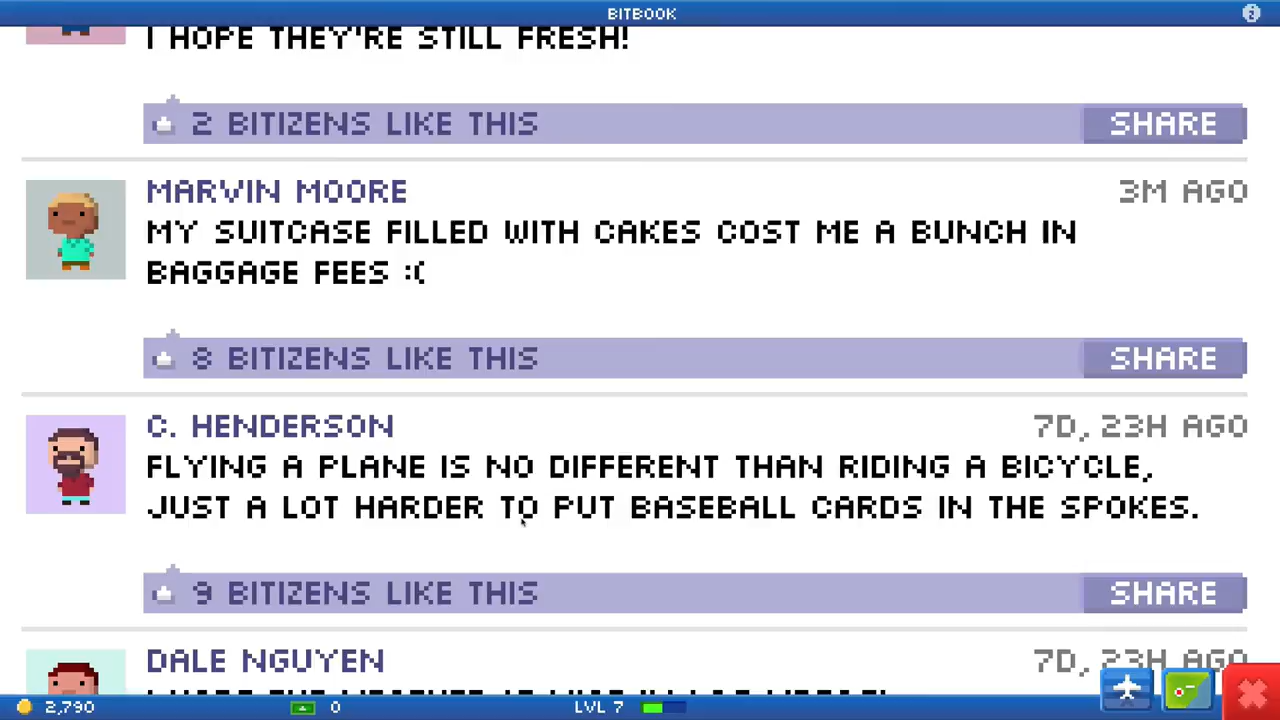 BITBOOK
I HOPE THEY'RE STILL FRESH!
2 BITIZENS LIKE THIS SHARE
MARVIN MOORE 3M AGO
MY SUITCASE FILLED WITH CAKES COST ME A BUNCH IN
BAGGAGE FEES :(
8 BITIZENS LIKE THIS SHARE
C. HENDERSON 7D, 23H AGO
FLYING A PLANE IS NO DIFFERENT THAN RIDING A BICYCLE,
JUST A LOT HARDER TO PUT BASEBALL CARDS IN THE SPOKES.
9 BITIZENS LIKE THIS SHARE
DALE NGUYEN 7D, 23H AGO
2,790 0 LVL 7